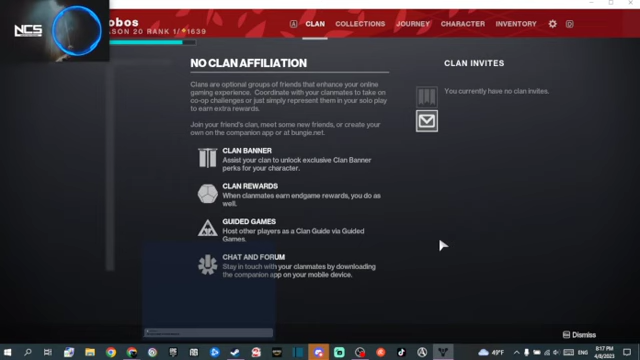 NCS
obos
SON 20 RANK 1/
1639
A
CLAN
COLLECTIONS
JOURNEY
CHARACTER
INVENTORY
D
NO CLAN AFFILIATION
Clans are optional groups of friends that enhance your online
gaming experience. Coordinate with your clanmates to take on
co-op challenges or just simply represent them in your solo play
to earn extra rewards.
Join your friend's clan, meet some new friends, or create your
own on the companion app or at bungie.net.
CLAN BANNER
Assist your clan to unlock exclusive Clan Banner
perks for your character.
CLAN REWARDS
When clanmates earn endgame rewards, you do as
well.
GUIDED GAMES
Host other players as a Clan Guide via Guided
Games.
CHAT AND FORUM
Stay in touch with your clanmates by downloading
the companion app on your mobile device.
CLAN INVITES
You currently have no clan invites.
Dismiss
49°F
ENG
8:17 PM
4/8/2023